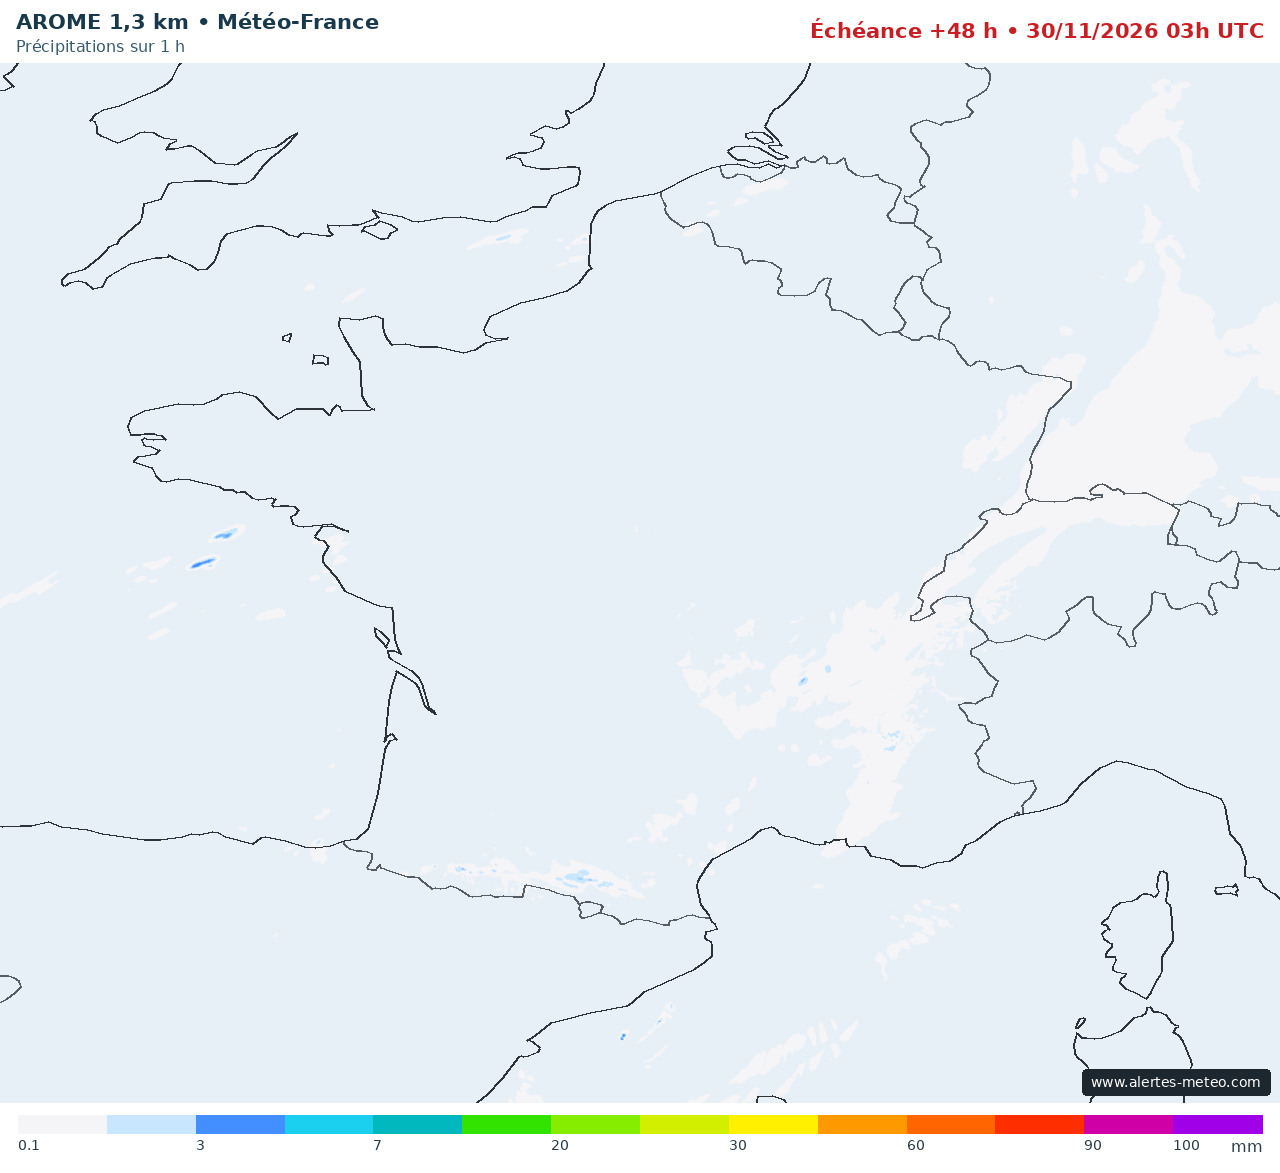 AROME 1,3 km • Météo-France
Précipitations sur 1 h
Échéance +48 h • 30/11/2026 03h UTC
www.alertes-meteo.com
0.1 3 7 20 30 60 90 100 mm